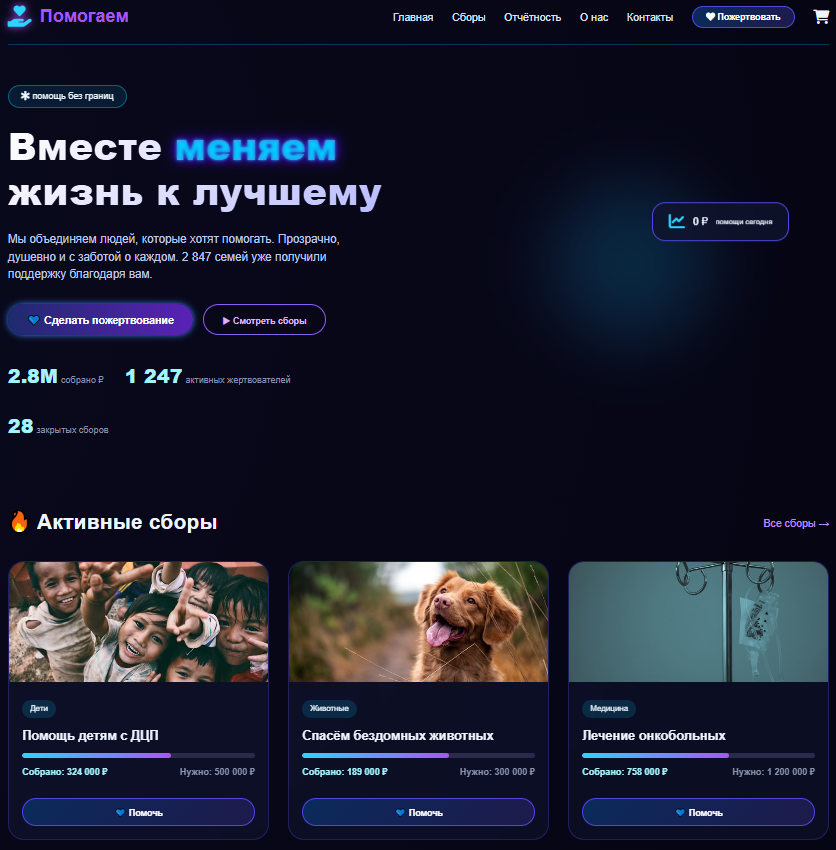 Помогаем
Главная Сборы Отчётность О нас Контакты Пожертвовать
помощь без границ
Вместе меняем
жизнь к лучшему
0 ₽ помощи сегодня
Мы объединяем людей, которые хотят помогать. Прозрачно,
душевно и с заботой о каждом. 2 847 семей уже получили
поддержку благодаря вам.
Сделать пожертвование Смотреть сборы
2.8M собрано ₽ 1 247 активных жертвователей
28 закрытых сборов
Активные сборы Все сборы →
Дети
Помощь детям с ДЦП
Собрано: 324 000 ₽ Нужно: 500 000 ₽
Помочь
Животные
Спасём бездомных животных
Собрано: 189 000 ₽ Нужно: 300 000 ₽
Помочь
Медицина
Лечение онкобольных
Собрано: 758 000 ₽ Нужно: 1 200 000 ₽
Помочь